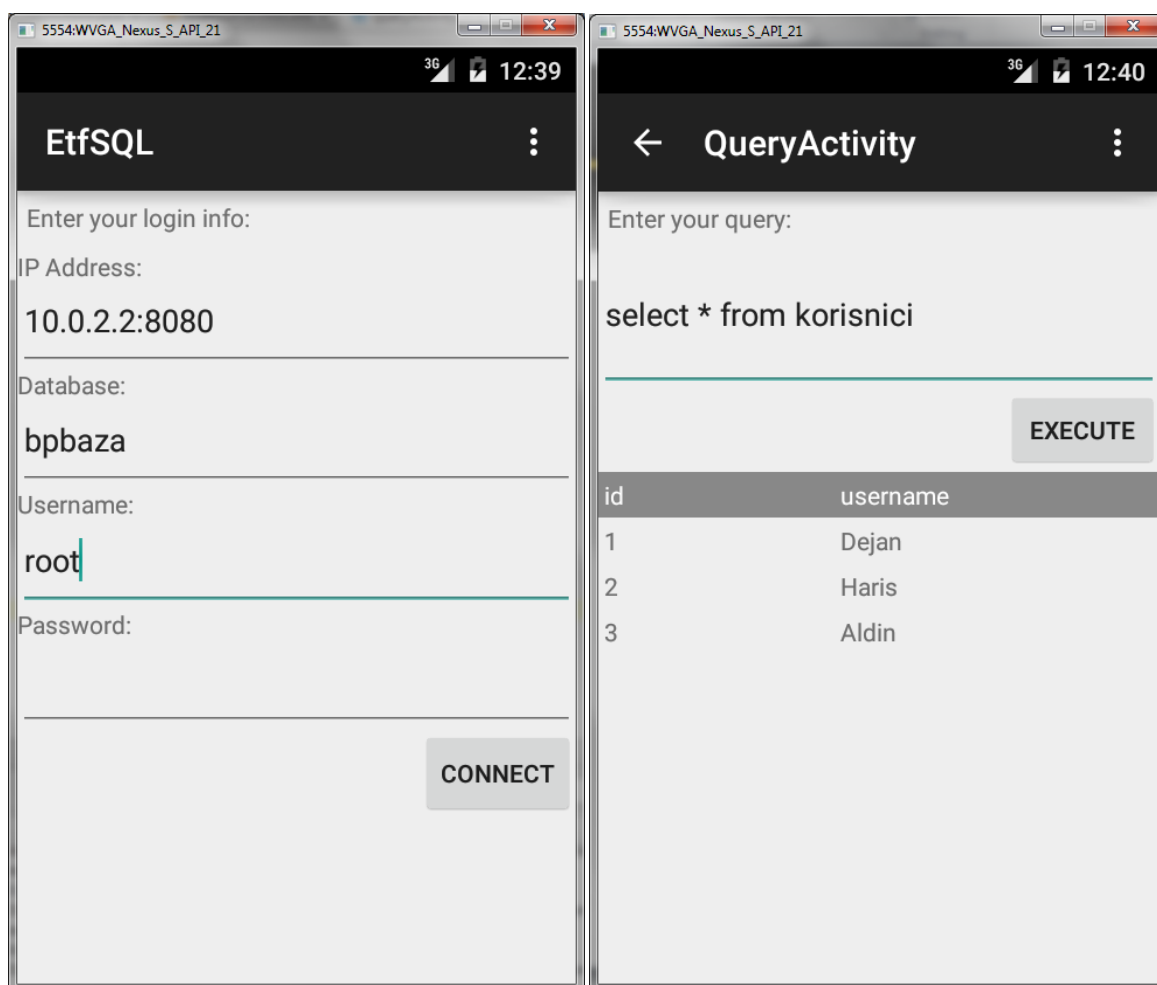 5554:WVGA_Nexus_S_API_21
3G 12:39
EtfSQL
Enter your login info:
IP Address:
10.0.2.2:8080
Database:
bpbaza
Username:
root
Password:
CONNECT
5554:WVGA_Nexus_S_API_21
3G 12:40
QueryActivity
Enter your query:
select * from korisnici
EXECUTE
id username
1 Dejan
2 Haris
3 Aldin